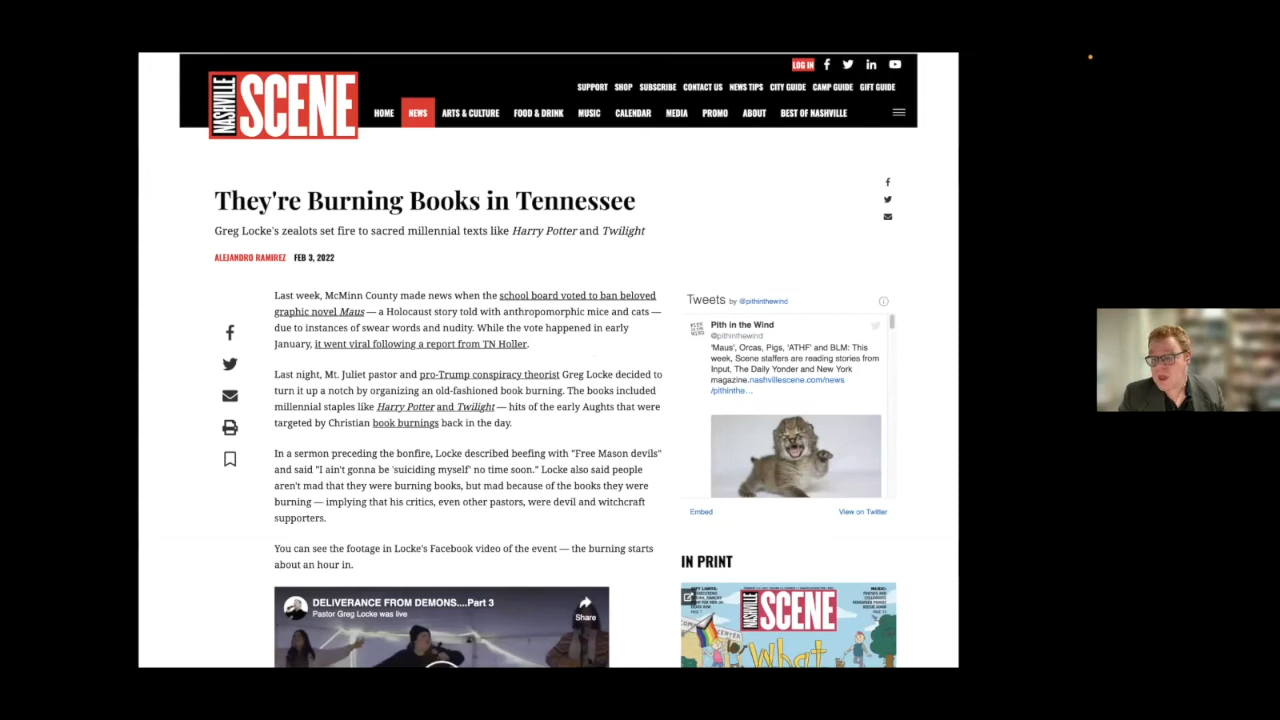 LOG IN
SUPPORT SHOP SUBSCRIBE CONTACT US NEWS TIPS CITY GUIDE CAMP GUIDE GIFT GUIDE
NASHVILLE SCENE
HOME NEWS ARTS & CULTURE FOOD & DRINK MUSIC CALENDAR MEDIA PROMO ABOUT BEST OF NASHVILLE
They're Burning Books in Tennessee
Greg Locke's zealots set fire to sacred millennial texts like Harry Potter and Twilight
ALEJANDRO RAMIREZ FEB 3, 2022
Last week, McMinn County made news when the school board voted to ban beloved
graphic novel Maus — a Holocaust story told with anthropomorphic mice and cats —
due to instances of swear words and nudity. While the vote happened in early
January, it went viral following a report from TN Holler.
Last night, Mt. Juliet pastor and pro-Trump conspiracy theorist Greg Locke decided to
turn it up a notch by organizing an old-fashioned book burning. The books included
millennial staples like Harry Potter and Twilight — hits of the early Aughts that were
targeted by Christian book burnings back in the day.
In a sermon preceding the bonfire, Locke described beefing with "Free Mason devils"
and said "I ain't gonna be 'suiciding myself' no time soon." Locke also said people
aren't mad that they were burning books, but mad because of the books they were
burning — implying that his critics, even other pastors, were devil and witchcraft
supporters.
You can see the footage in Locke's Facebook video of the event — the burning starts
about an hour in.
DELIVERANCE FROM DEMONS....Part 3
Pastor Greg Locke was live
Share
Tweets by @pithinthewind
Pith in the Wind
@pithinthewind
'Maus', Orcas, Pigs, 'ATHF' and BLM: This
week, Scene staffers are reading stories from
Input, The Daily Yonder and New York
magazine.nashvillescene.com/news
/pithinthe…
Embed View on Twitter
IN PRINT
NASHVILLE SCENE
What